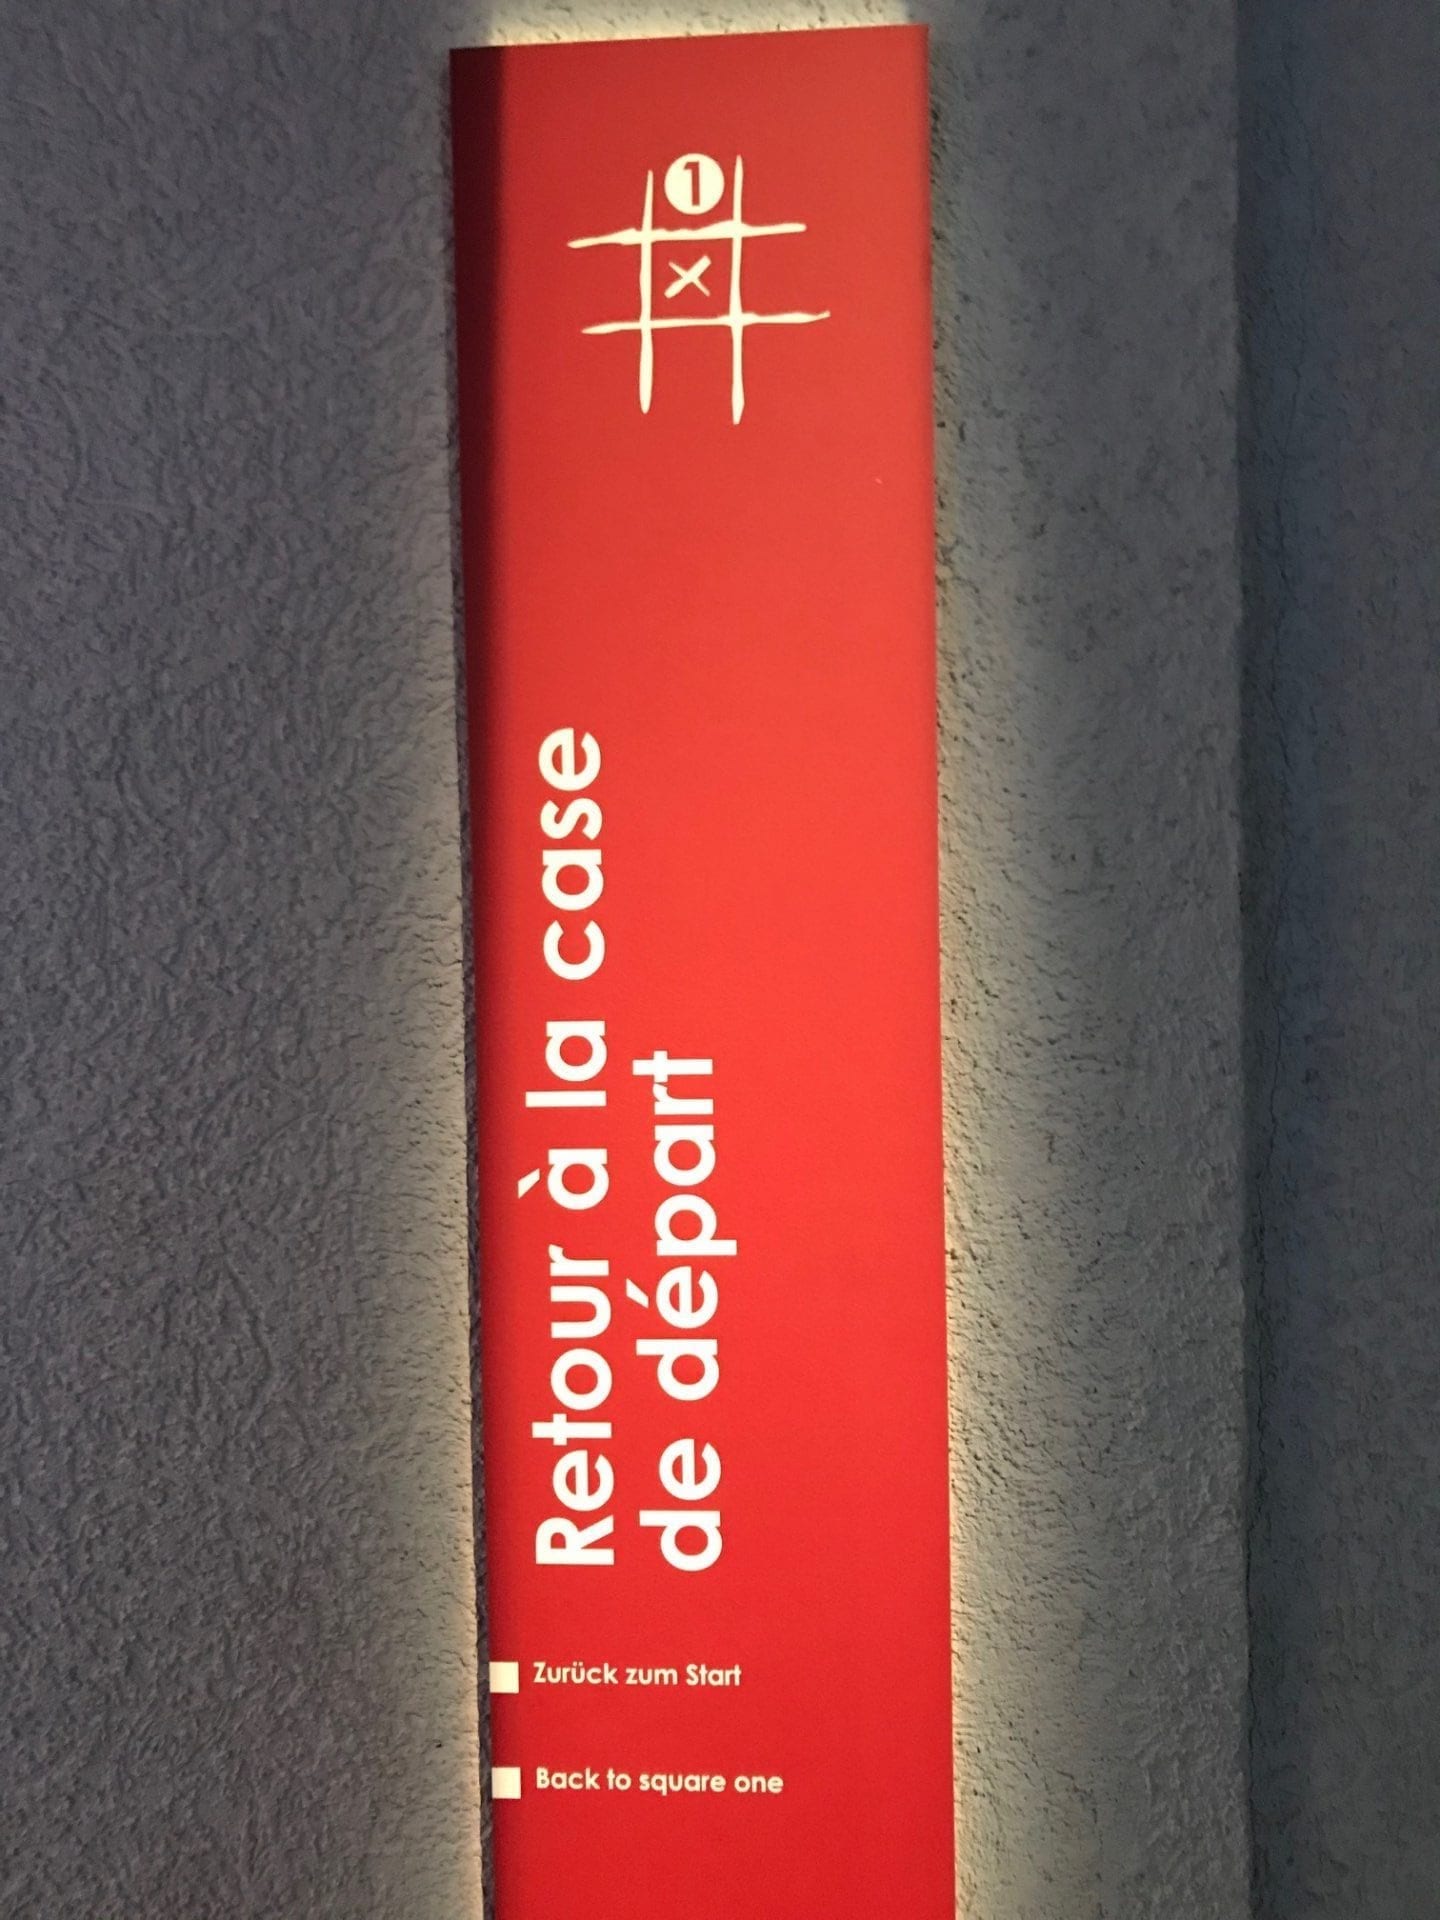 1
x
Retour à la case
de départ
Zurück zum Start
Back to square one